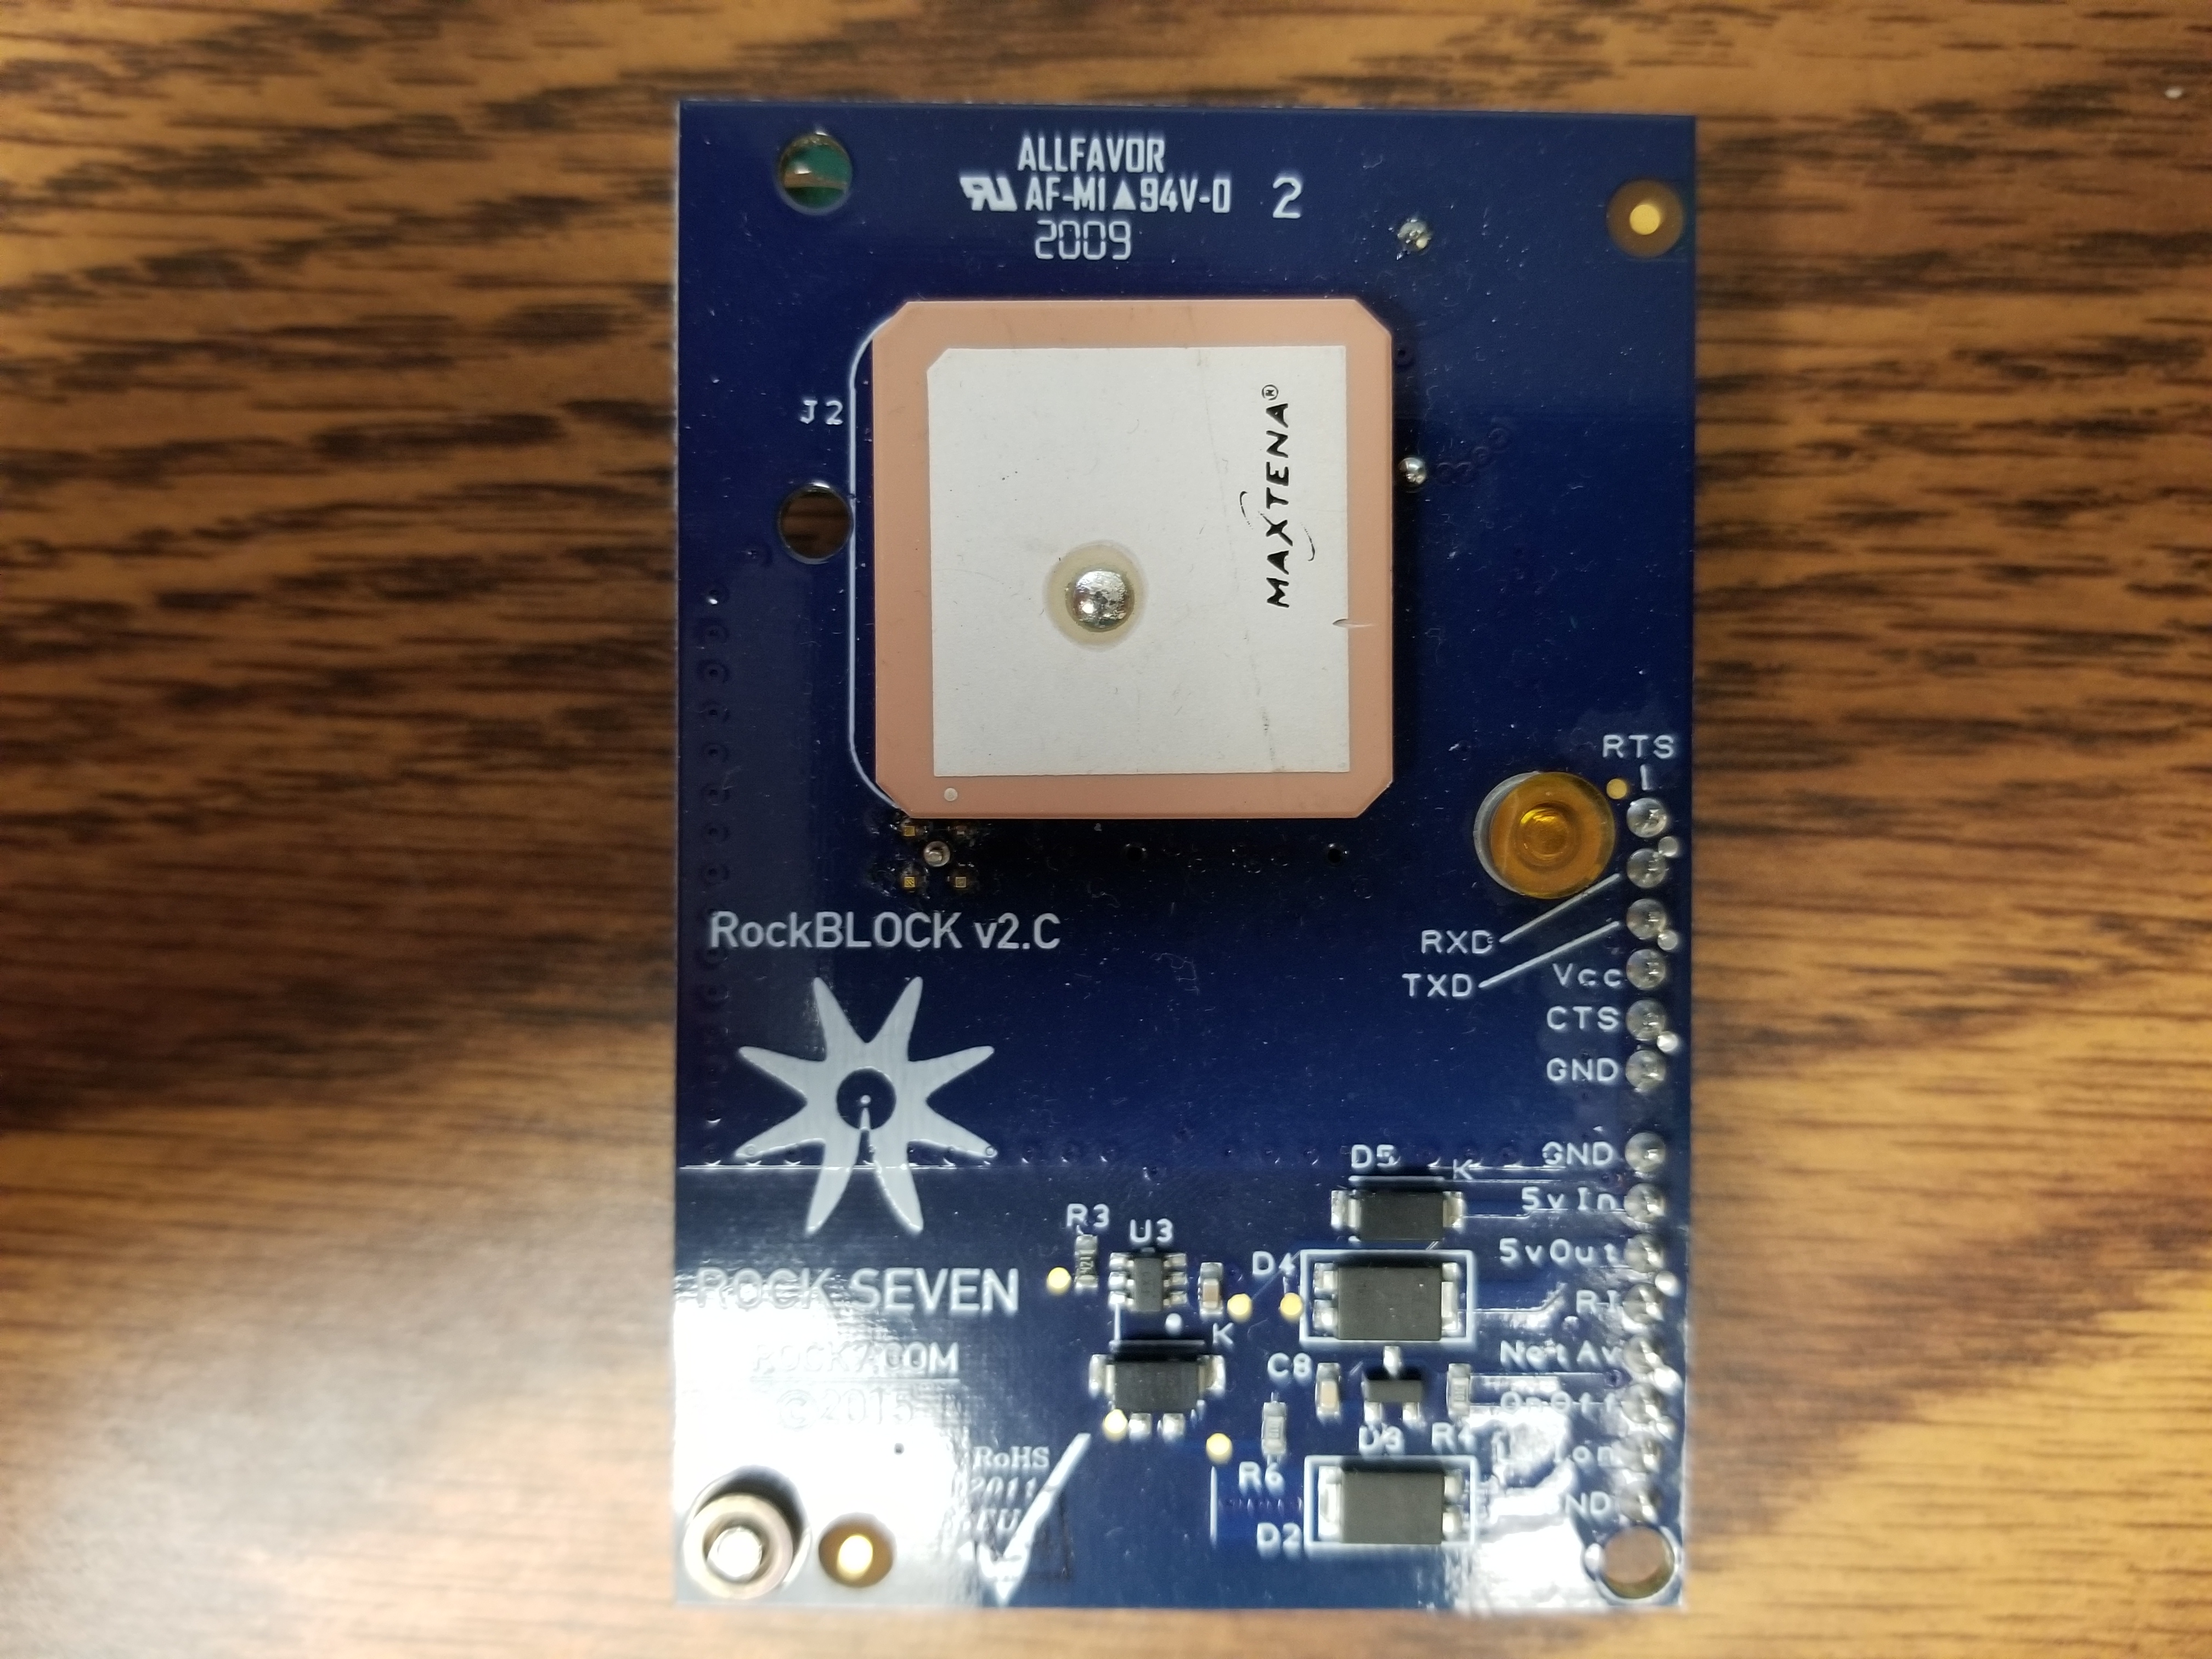 ROCK SEVEN
ROCK7.COM
©2015
RoHS
RockBLOCK v2.C
J2
ALLFAVOR
AF-M1▲94V-0
2009
2
MAXTENA®
R3
U3
K
R6
C8
D2
D3
D4
D5
K
TXD
RXD
NetAv
RI
5vOut
5vIn
GND
GND
CTS
Vcc
RTS
1